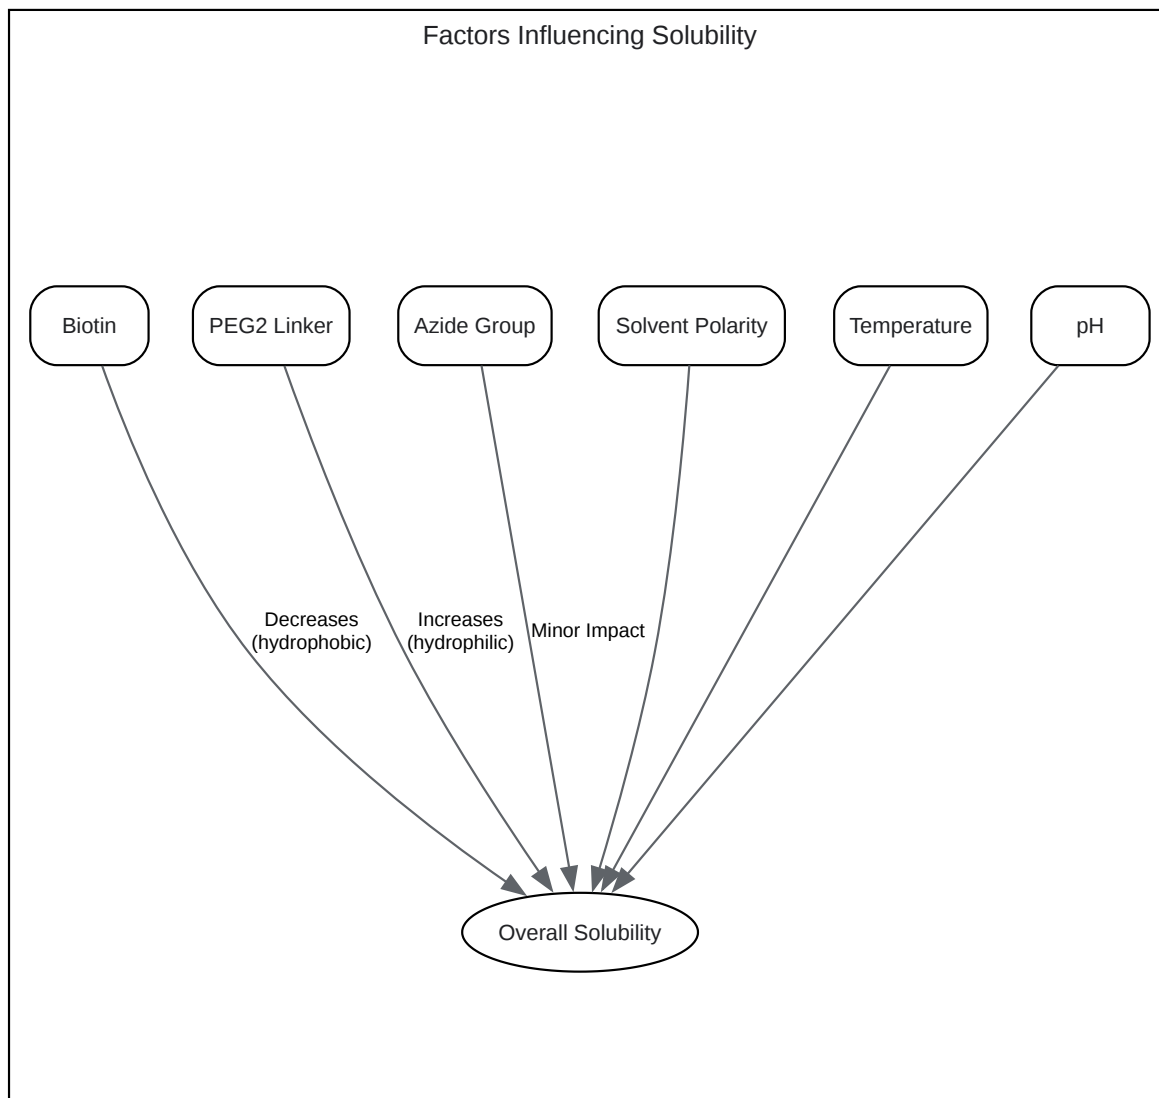 Factors Influencing Solubility
Biotin
PEG2 Linker
Azide Group
Solvent Polarity
Temperature
pH
Decreases
(hydrophobic)
Increases
(hydrophilic)
Minor Impact
Overall Solubility